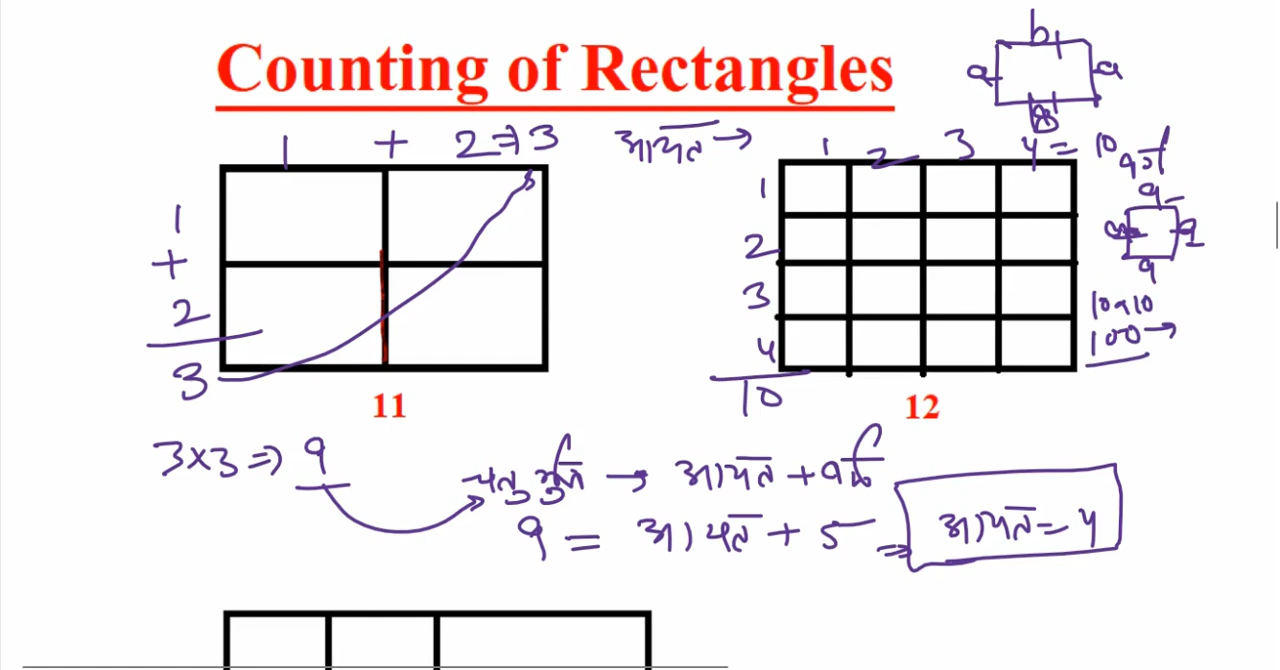 Counting of Rectangles
b
a a
1 + 2 ⇒ 3
आयत →
1 2 3 4 = 10
वर्ग
1
+
2
3
1
2
3
4
10
a
a
a
10×10
100 →
11
12
3×3 ⇒ 9
चतुर्भुज → आयत + वर्ग
9 = आयत + 5 ⇒ आयत = 4